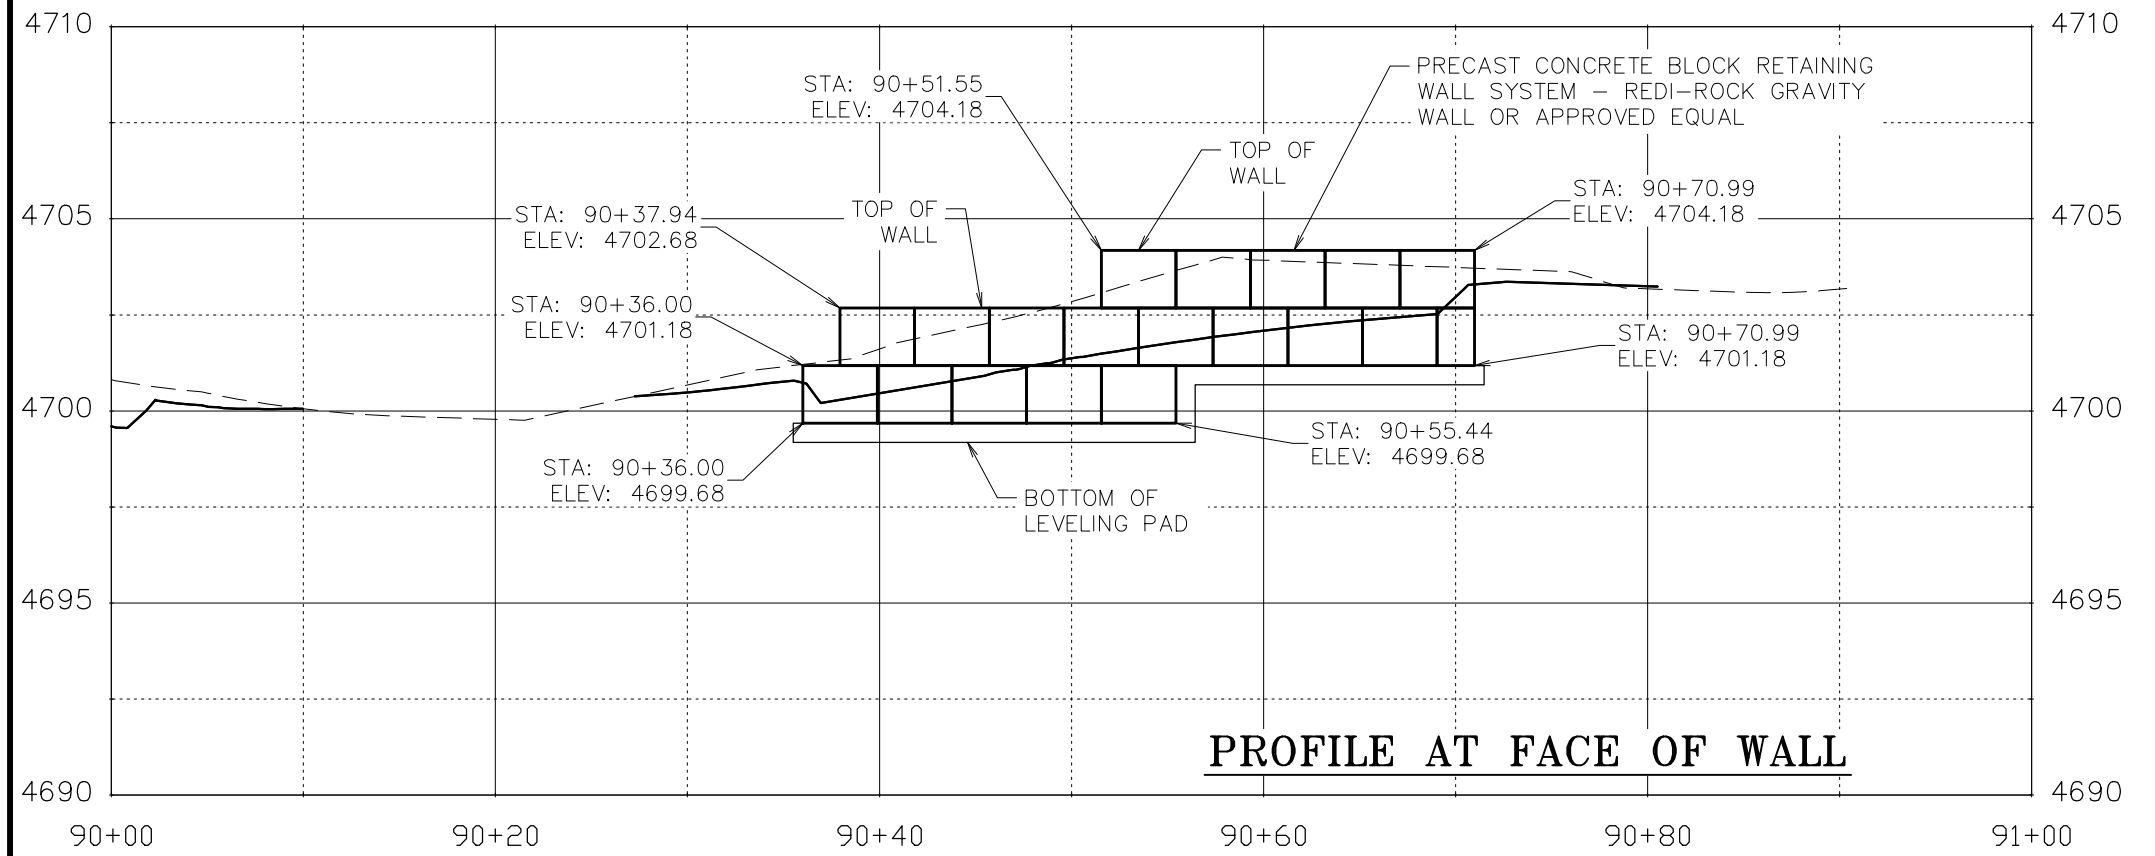 4710
4710
PRECAST CONCRETE BLOCK RETAINING
WALL SYSTEM – REDI–ROCK GRAVITY
WALL OR APPROVED EQUAL
STA: 90+51.55
ELEV: 4704.18
TOP OF
WALL
STA: 90+70.99
ELEV: 4704.18
4705
STA: 90+37.94
ELEV: 4702.68
TOP OF
WALL
4705
STA: 90+36.00
ELEV: 4701.18
STA: 90+70.99
ELEV: 4701.18
4700
4700
STA: 90+55.44
ELEV: 4699.68
STA: 90+36.00
ELEV: 4699.68
BOTTOM OF
LEVELING PAD
4695
4695
PROFILE AT FACE OF WALL
4690
4690
90+00 90+20 90+40 90+60 90+80 91+00